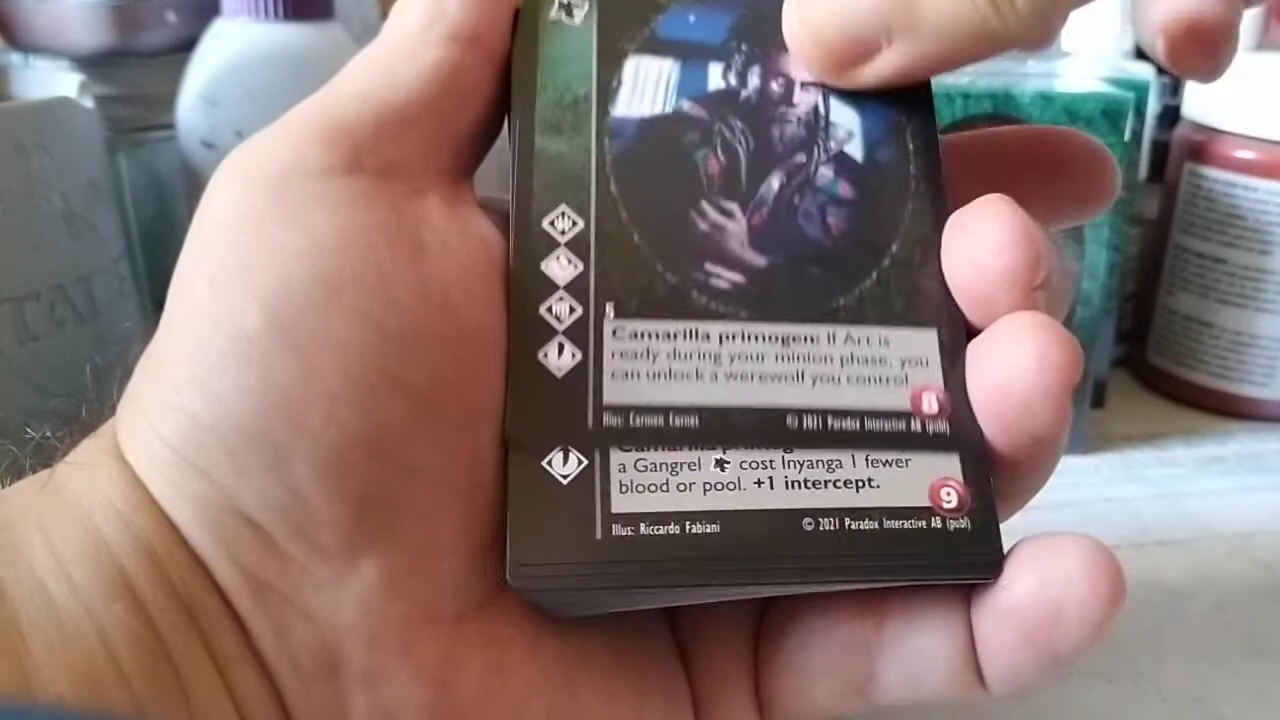 Camarilla primogen: If Art is
ready during your minion phase, you
can unlock a werewolf you control
Illus: Carmen Cornet
© 2021 Paradox Interactive AB (publ)
Camarilla primog
a Gangrel cost Inyanga 1 fewer
blood or pool. +1 intercept.
9
Illus: Riccardo Fabiani
© 2021 Paradox Interactive AB (publ)